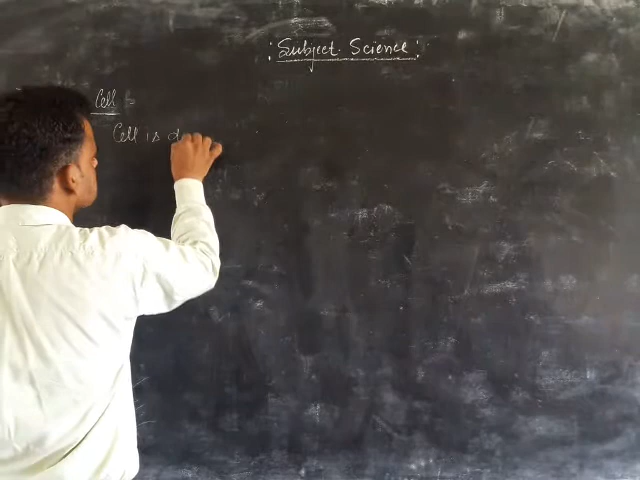 : Subject. Science :
Cell -
Cell is a